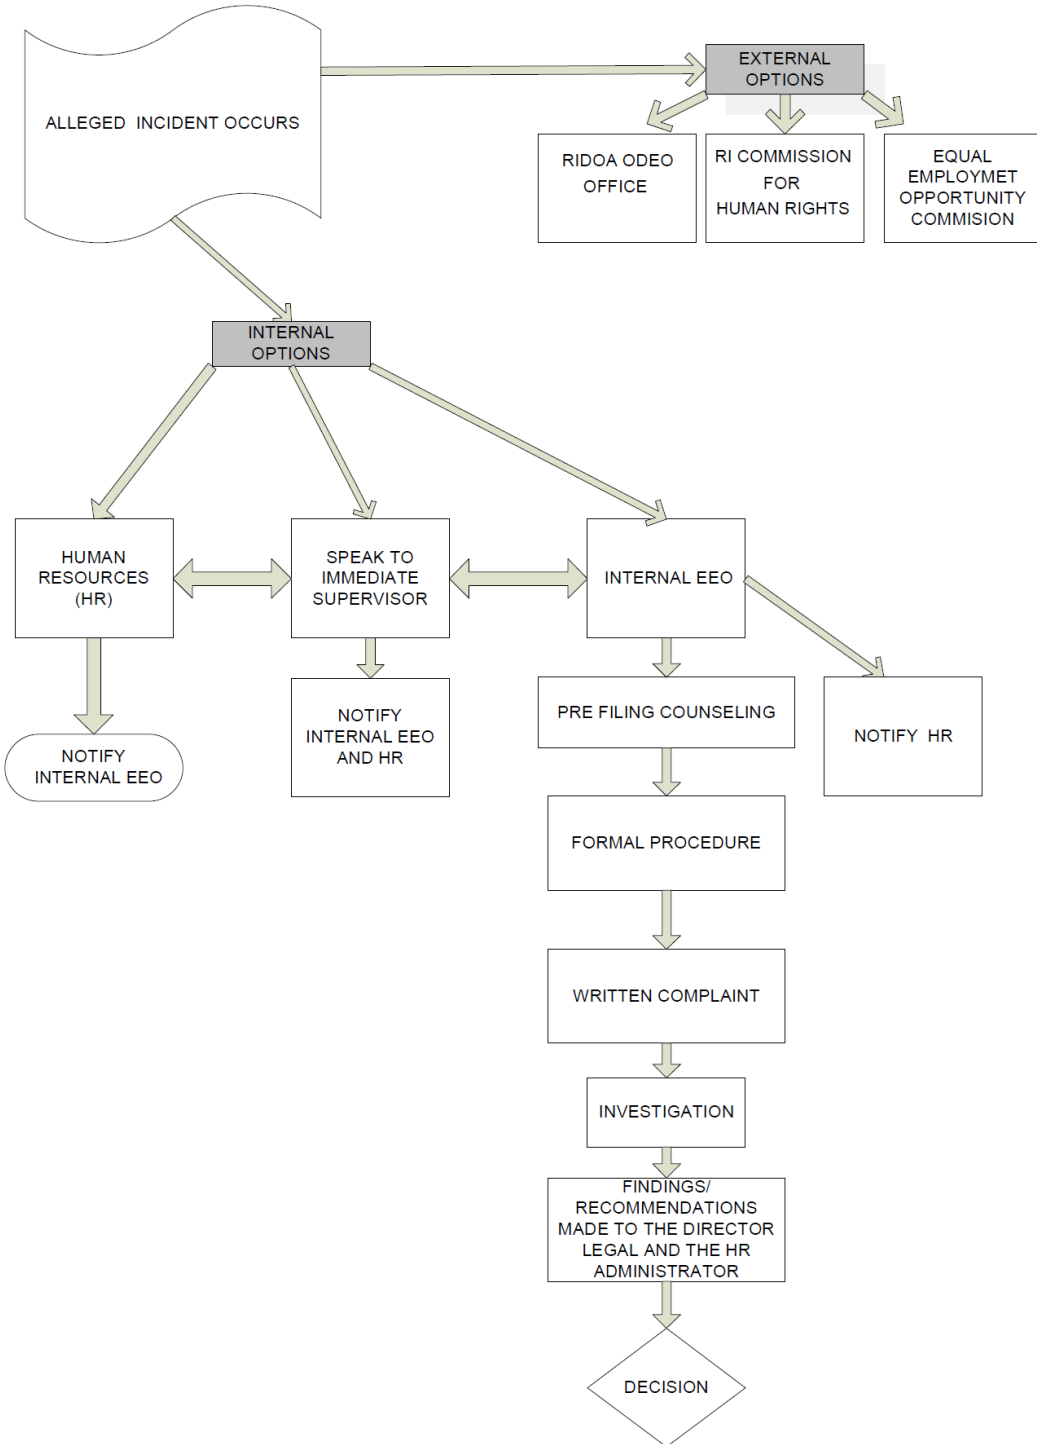 ALLEGED INCIDENT OCCURS
EXTERNAL
OPTIONS
RIDOA ODEO
OFFICE
RI COMMISSION
FOR
HUMAN RIGHTS
EQUAL
EMPLOYMET
OPPORTUNITY
COMMISION
INTERNAL
OPTIONS
HUMAN
RESOURCES
(HR)
SPEAK TO
IMMEDIATE
SUPERVISOR
INTERNAL EEO
NOTIFY
INTERNAL EEO
NOTIFY
INTERNAL EEO
AND HR
PRE FILING COUNSELING
NOTIFY HR
FORMAL PROCEDURE
WRITTEN COMPLAINT
INVESTIGATION
FINDINGS/
RECOMMENDATIONS
MADE TO THE DIRECTOR
LEGAL AND THE HR
ADMINISTRATOR
DECISION